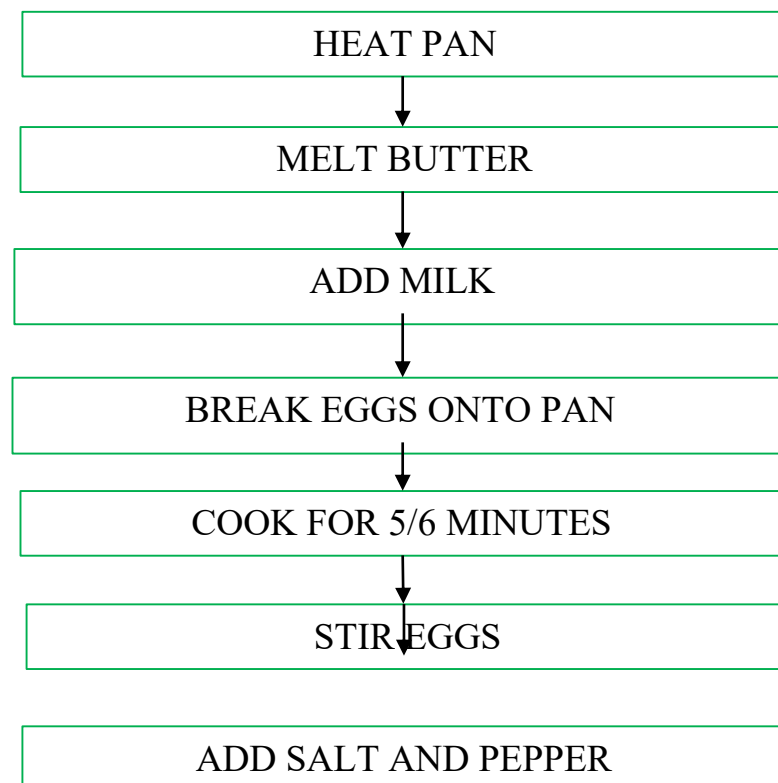 HEAT PAN
MELT BUTTER
ADD MILK
BREAK EGGS ONTO PAN
COOK FOR 5/6 MINUTES
STIR EGGS
ADD SALT AND PEPPER